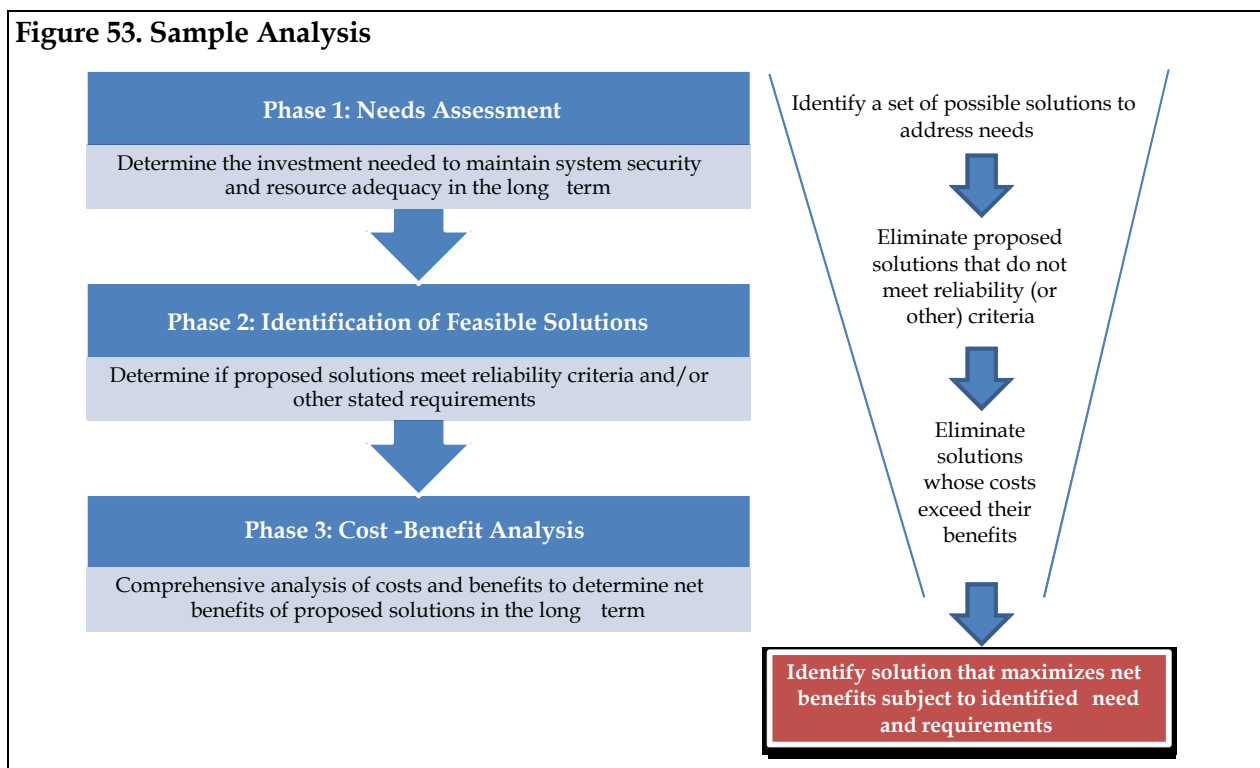 Figure 53. Sample Analysis
Phase 1: Needs Assessment
Determine the investment needed to maintain system security
and resource adequacy in the long term
Phase 2: Identification of Feasible Solutions
Determine if proposed solutions meet reliability criteria and/or
other stated requirements
Phase 3: Cost -Benefit Analysis
Comprehensive analysis of costs and benefits to determine net
benefits of proposed solutions in the long term
Identify a set of possible solutions to
address needs
Eliminate proposed
solutions that do not
meet reliability (or
other) criteria
Eliminate
solutions
whose costs
exceed their
benefits
Identify solution that maximizes net
benefits subject to identified need
and requirements